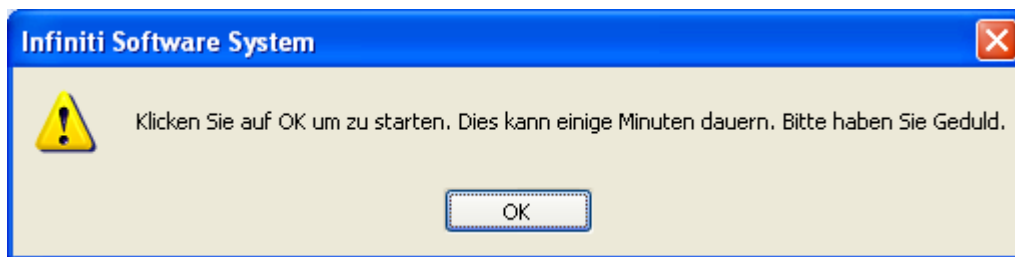 Infiniti Software System
Klicken Sie auf OK um zu starten. Dies kann einige Minuten dauern. Bitte haben Sie Geduld.
OK